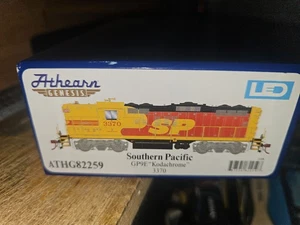 Athearn
GENESIS
LED
3370
SP
Southern Pacific
ATHG82259
GP9E "Kodachrome"
3370